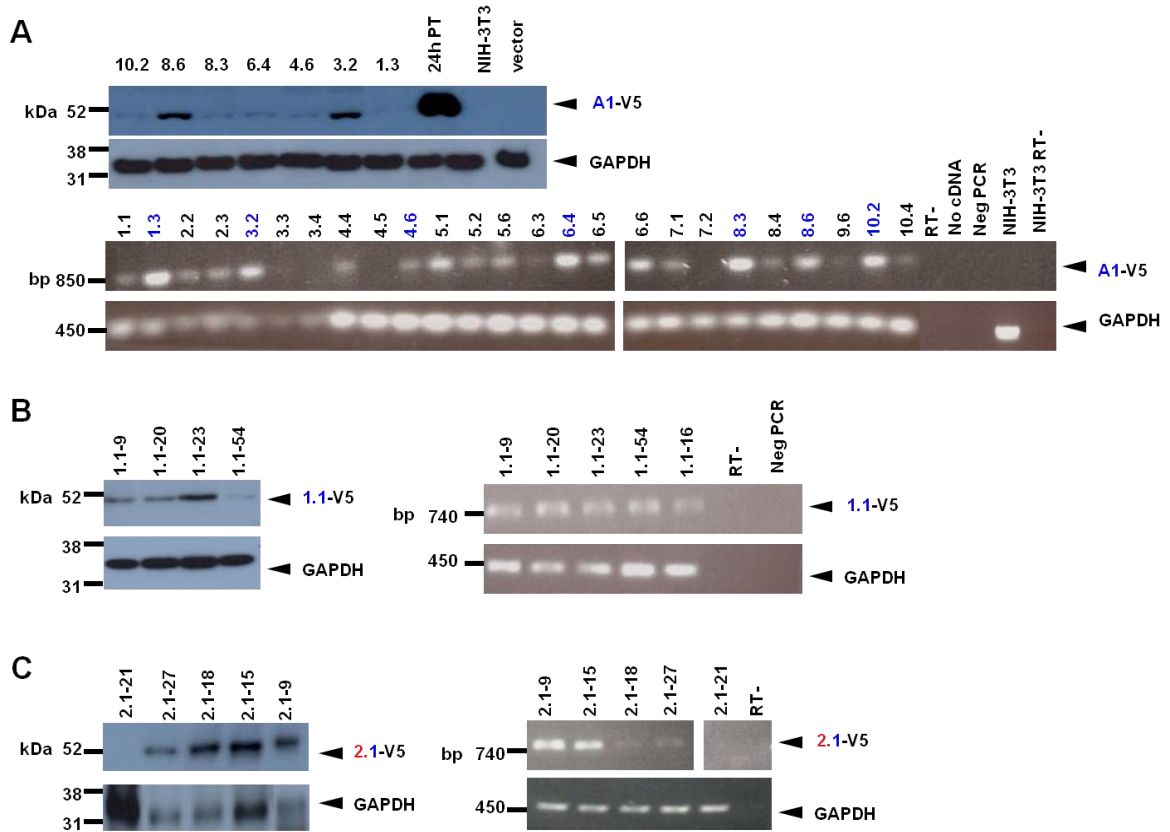 A
10.2 8.6 8.3 6.4 4.6 3.2 1.3 24h PT NIH-3T3 vector
kDa 52
A1-V5
38
31
GAPDH
1.1 1.3 2.2 2.3 3.2 3.3 3.4 4.4 4.5 4.6 5.1 5.2 5.6 6.3 6.4 6.5 6.6 7.1 7.2 8.3 8.4 8.6 9.6 10.2 10.4 RT- No cDNA Neg PCR NIH-3T3 NIH-3T3 RT-
bp 850
A1-V5
450
GAPDH
B
1.1-9 1.1-20 1.1-23 1.1-54
kDa 52
1.1-V5
38
31
GAPDH
1.1-9 1.1-20 1.1-23 1.1-54 1.1-16 RT- Neg PCR
bp 740
1.1-V5
450
GAPDH
C
2.1-21 2.1-27 2.1-18 2.1-15 2.1-9
kDa 52
2.1-V5
38
31
GAPDH
2.1-9 2.1-15 2.1-18 2.1-27 2.1-21 RT-
bp 740
2.1-V5
450
GAPDH